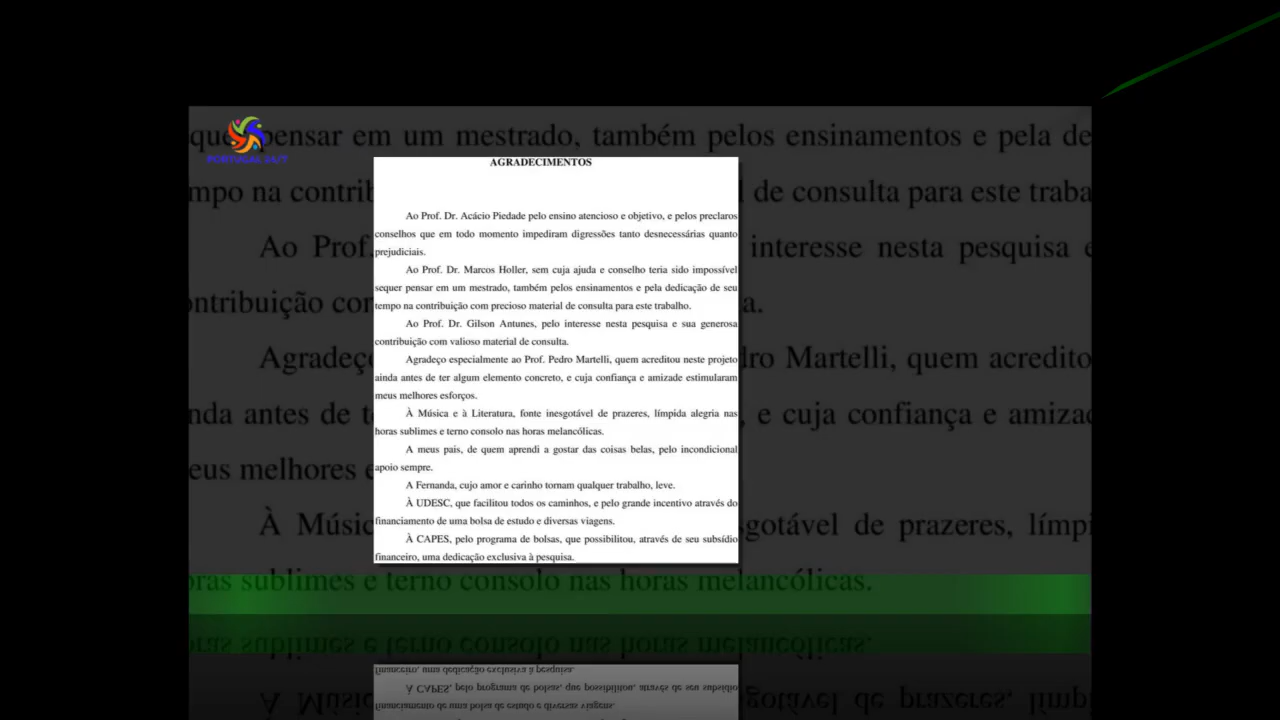 PORTUGAL 24/7
AGRADECIMENTOS
Ao Prof. Dr. Acácio Piedade pelo ensino atencioso e objetivo, e pelos preclaros
conselhos que em todo momento impediram digressões tanto desnecessárias quanto
prejudiciais.
Ao Prof. Dr. Marcos Holler, sem cuja ajuda e conselho teria sido impossível
sequer pensar em um mestrado, também pelos ensinamentos e pela dedicação de seu
tempo na contribuição com precioso material de consulta para este trabalho.
Ao Prof. Dr. Gilson Antunes, pelo interesse nesta pesquisa e sua generosa
contribuição com valioso material de consulta.
Agradeço especialmente ao Prof. Pedro Martelli, quem acreditou neste projeto
ainda antes de ter algum elemento concreto, e cuja confiança e amizade estimularam
meus melhores esforços.
À Música e à Literatura, fonte inesgotável de prazeres, límpida alegria nas
horas sublimes e terno consolo nas horas melancólicas.
A meus pais, de quem aprendi a gostar das coisas belas, pelo incondicional
apoio sempre.
A Fernanda, cujo amor e carinho tornam qualquer trabalho, leve.
À UDESC, que facilitou todos os caminhos, e pelo grande incentivo através do
financiamento de uma bolsa de estudo e diversas viagens.
À CAPES, pelo programa de bolsas, que possibilitou, através de seu subsídio
financeiro, uma dedicação exclusiva à pesquisa.